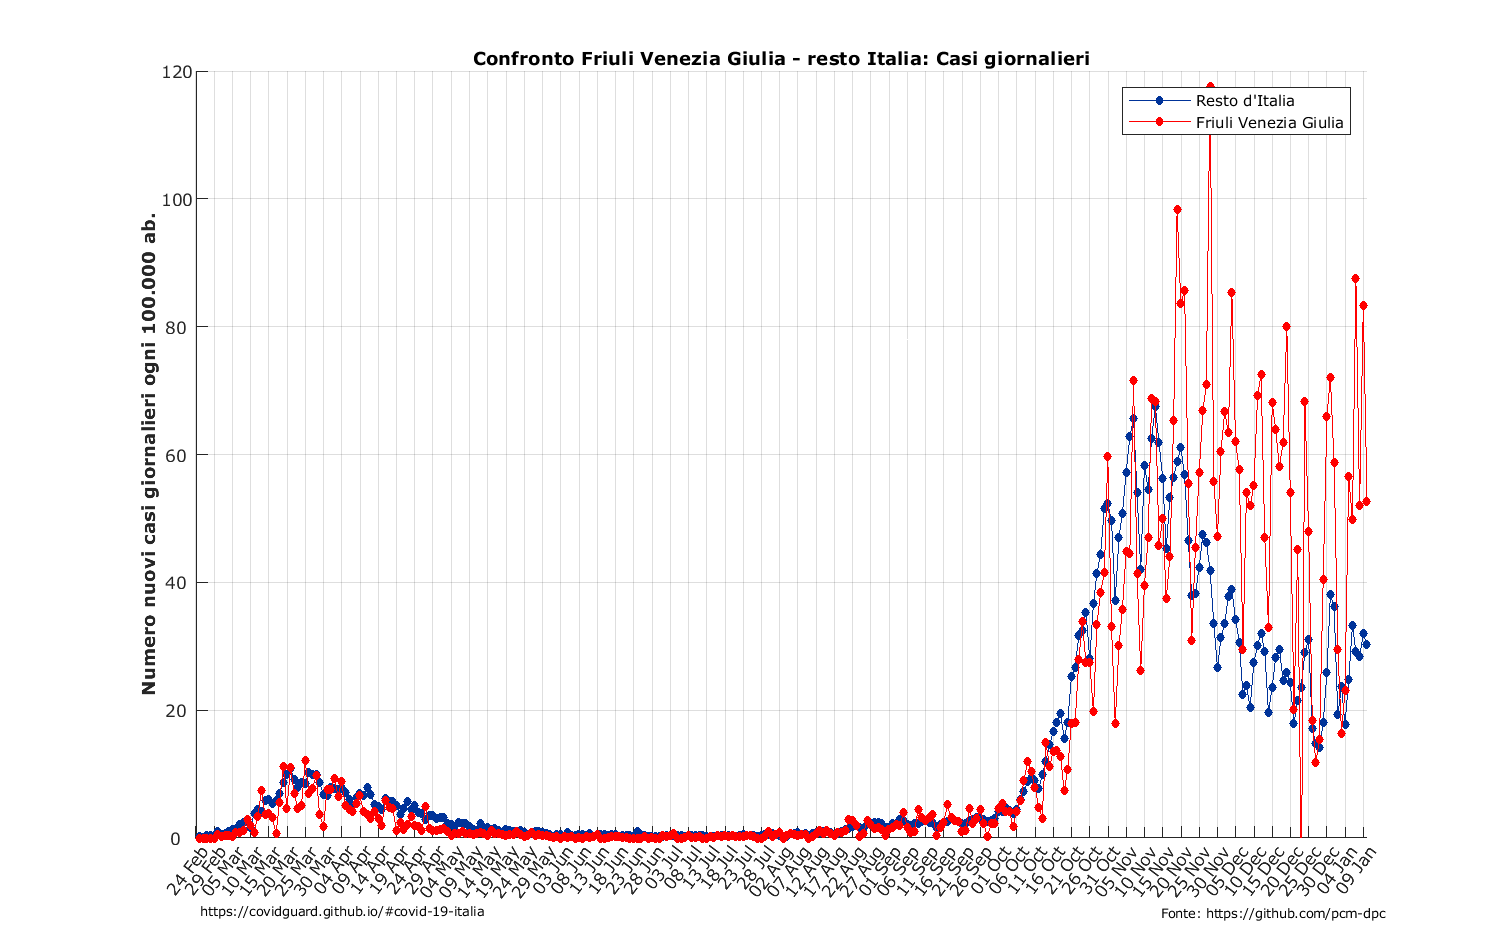 Confronto Friuli Venezia Giulia - resto Italia: Casi giornalieri
Numero nuovi casi giornalieri ogni 100.000 ab.
120
100
80
60
40
20
0
Resto d'Italia
Friuli Venezia Giulia
24 Feb
29 Feb
05 Mar
10 Mar
15 Mar
20 Mar
25 Mar
30 Mar
04 Apr
09 Apr
14 Apr
19 Apr
24 Apr
29 Apr
04 May
09 May
14 May
19 May
24 May
29 May
03 Jun
08 Jun
13 Jun
18 Jun
23 Jun
28 Jun
03 Jul
08 Jul
13 Jul
18 Jul
23 Jul
28 Jul
02 Aug
07 Aug
12 Aug
17 Aug
22 Aug
27 Aug
01 Sep
06 Sep
11 Sep
16 Sep
21 Sep
26 Sep
01 Oct
06 Oct
11 Oct
16 Oct
21 Oct
26 Oct
31 Oct
05 Nov
10 Nov
15 Nov
20 Nov
25 Nov
30 Nov
05 Dec
10 Dec
15 Dec
20 Dec
25 Dec
30 Dec
04 Jan
09 Jan
https://covidguard.github.io/#covid-19-italia
Fonte: https://github.com/pcm-dpc